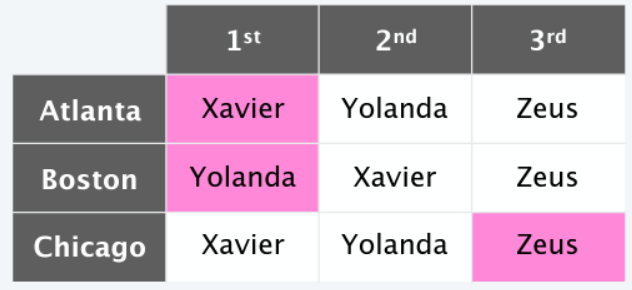 1st 2nd 3rd
Atlanta Xavier Yolanda Zeus
Boston Yolanda Xavier Zeus
Chicago Xavier Yolanda Zeus